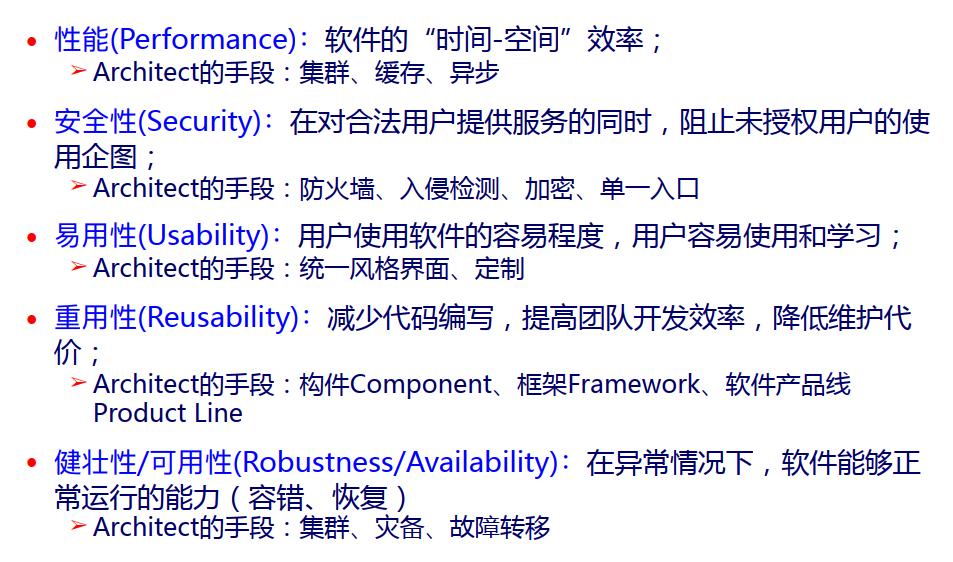 • 性能(Performance)：软件的“时间-空间”效率；
➢ Architect的手段：集群、缓存、异步
• 安全性(Security)：在对合法用户提供服务的同时，阻止未授权用户的使
用企图；
➢ Architect的手段：防火墙、入侵检测、加密、单一入口
• 易用性(Usability)：用户使用软件的容易程度，用户容易使用和学习；
➢ Architect的手段：统一风格界面、定制
• 重用性(Reusability)：减少代码编写，提高团队开发效率，降低维护代
价；
➢ Architect的手段：构件Component、框架Framework、软件产品线
Product Line
• 健壮性/可用性(Robustness/Availability)：在异常情况下，软件能够正
常运行的能力（容错、恢复）
➢ Architect的手段：集群、灾备、故障转移